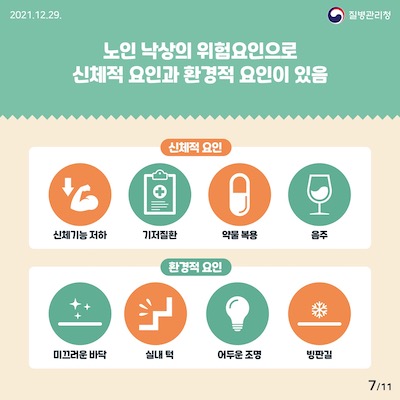 2021.12.29.
질병관리청
노인 낙상의 위험요인으로
신체적 요인과 환경적 요인이 있음
신체적 요인
신체기능 저하
기저질환
약물 복용
음주
환경적 요인
미끄러운 바닥
실내 턱
어두운 조명
빙판길
7/11